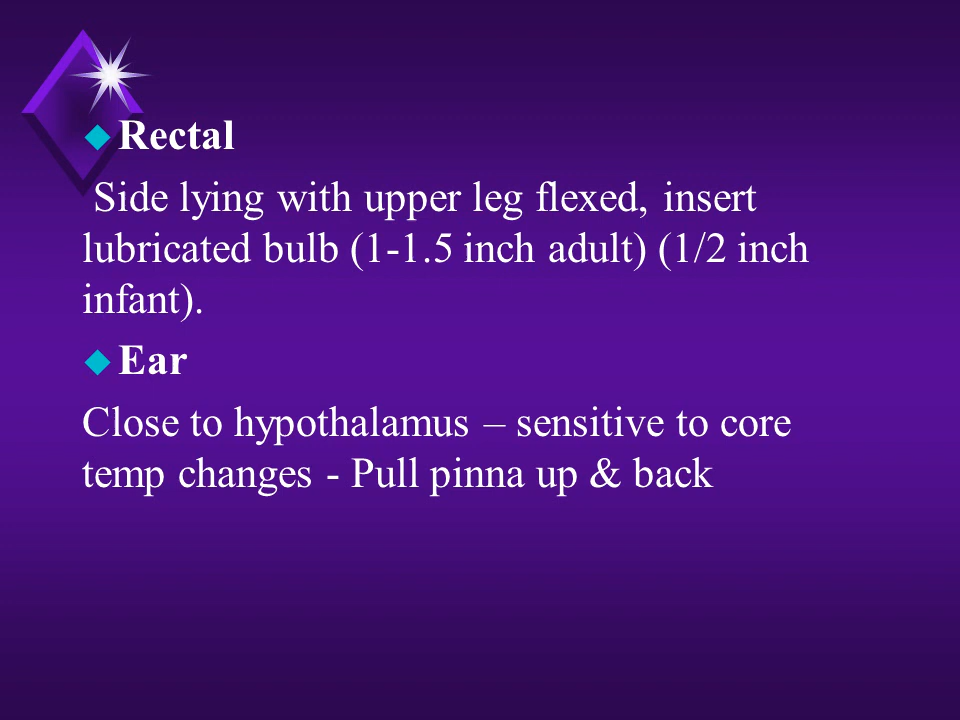 Rectal
Side lying with upper leg flexed, insert
lubricated bulb (1-1.5 inch adult) (1/2 inch
infant).
Ear
Close to hypothalamus – sensitive to core
temp changes - Pull pinna up & back